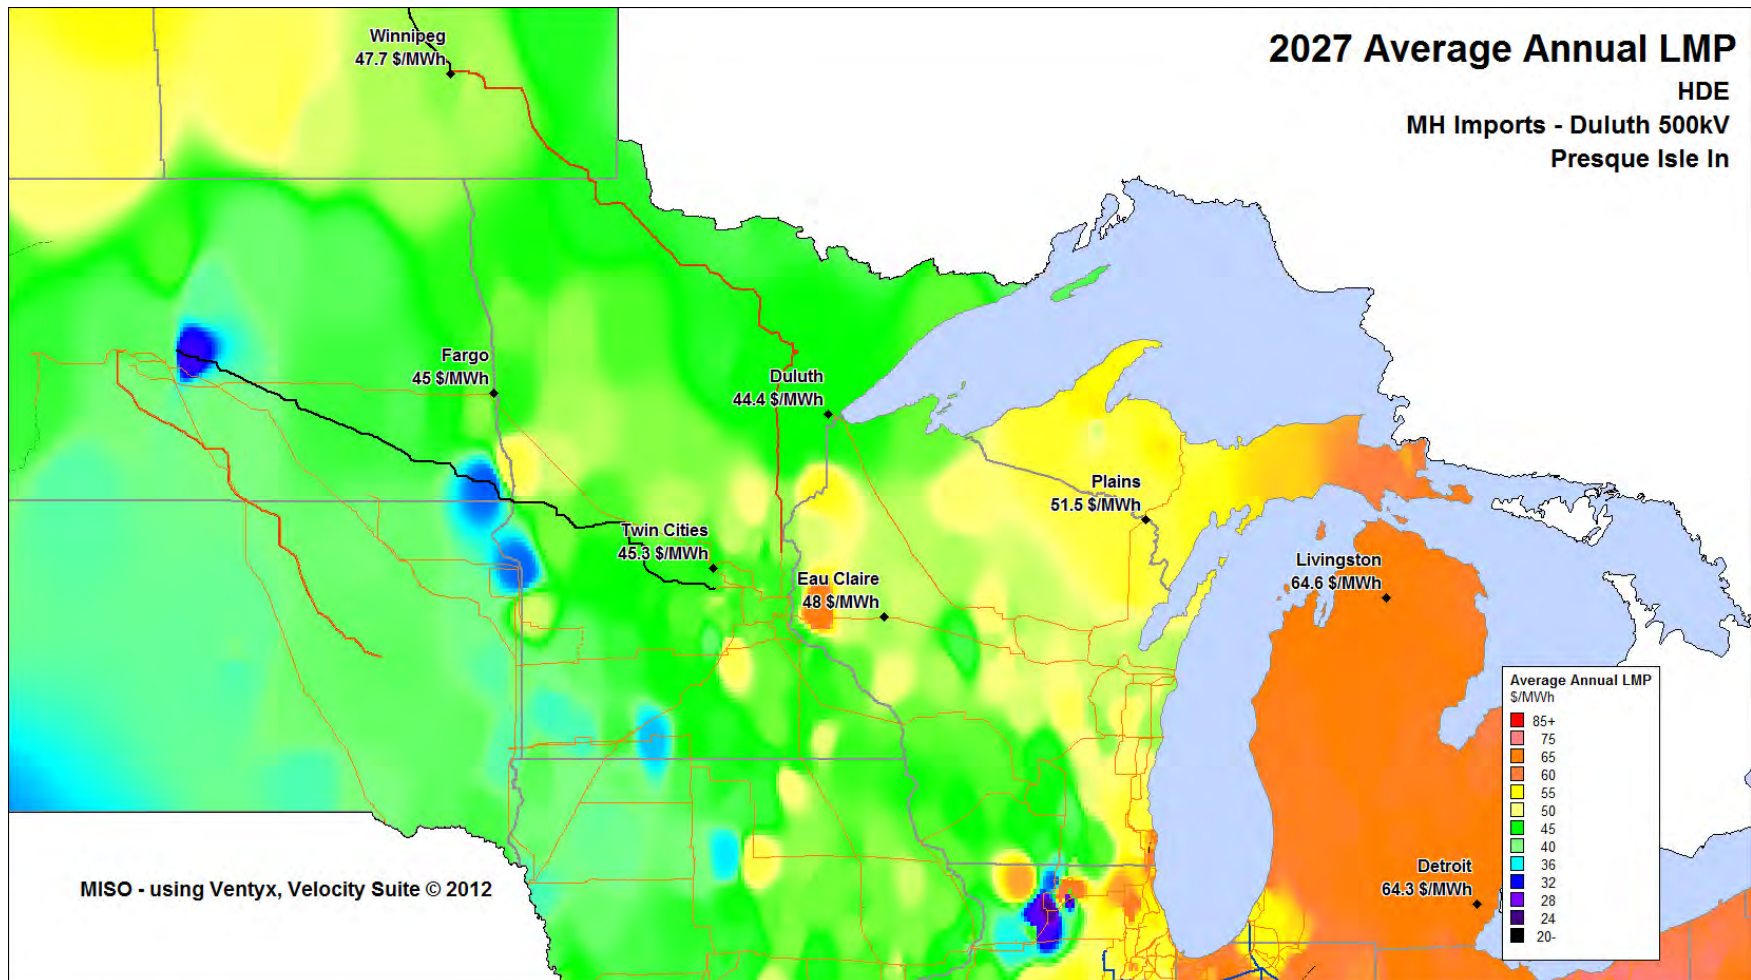 2027 Average Annual LMP
HDE
MH Imports - Duluth 500kV
Presque Isle In
Winnipeg
47.7 $/MWh
Fargo
45 $/MWh
Duluth
44.4 $/MWh
Plains
51.5 $/MWh
Twin Cities
45.3 $/MWh
Eau Claire
48 $/MWh
Livingston
64.6 $/MWh
Detroit
64.3 $/MWh
Average Annual LMP
$/MWh
85+
75
65
60
55
50
45
40
36
32
28
24
20-
MISO - using Ventyx, Velocity Suite © 2012